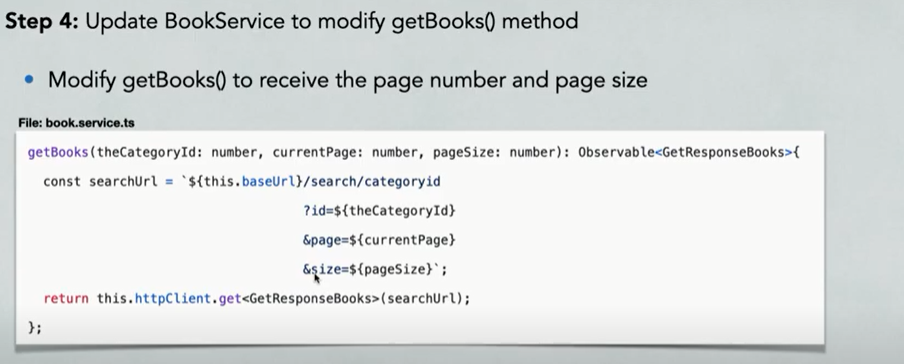 Step 4: Update BookService to modify getBooks() method
• Modify getBooks() to receive the page number and page size
File: book.service.ts
getBooks(theCategoryId: number, currentPage: number, pageSize: number): Observable<GetResponseBooks>{
const searchUrl = `${this.baseUrl}/search/categoryid
?id=${theCategoryId}
&page=${currentPage}
&size=${pageSize}`;
return this.httpClient.get<GetResponseBooks>(searchUrl);
};